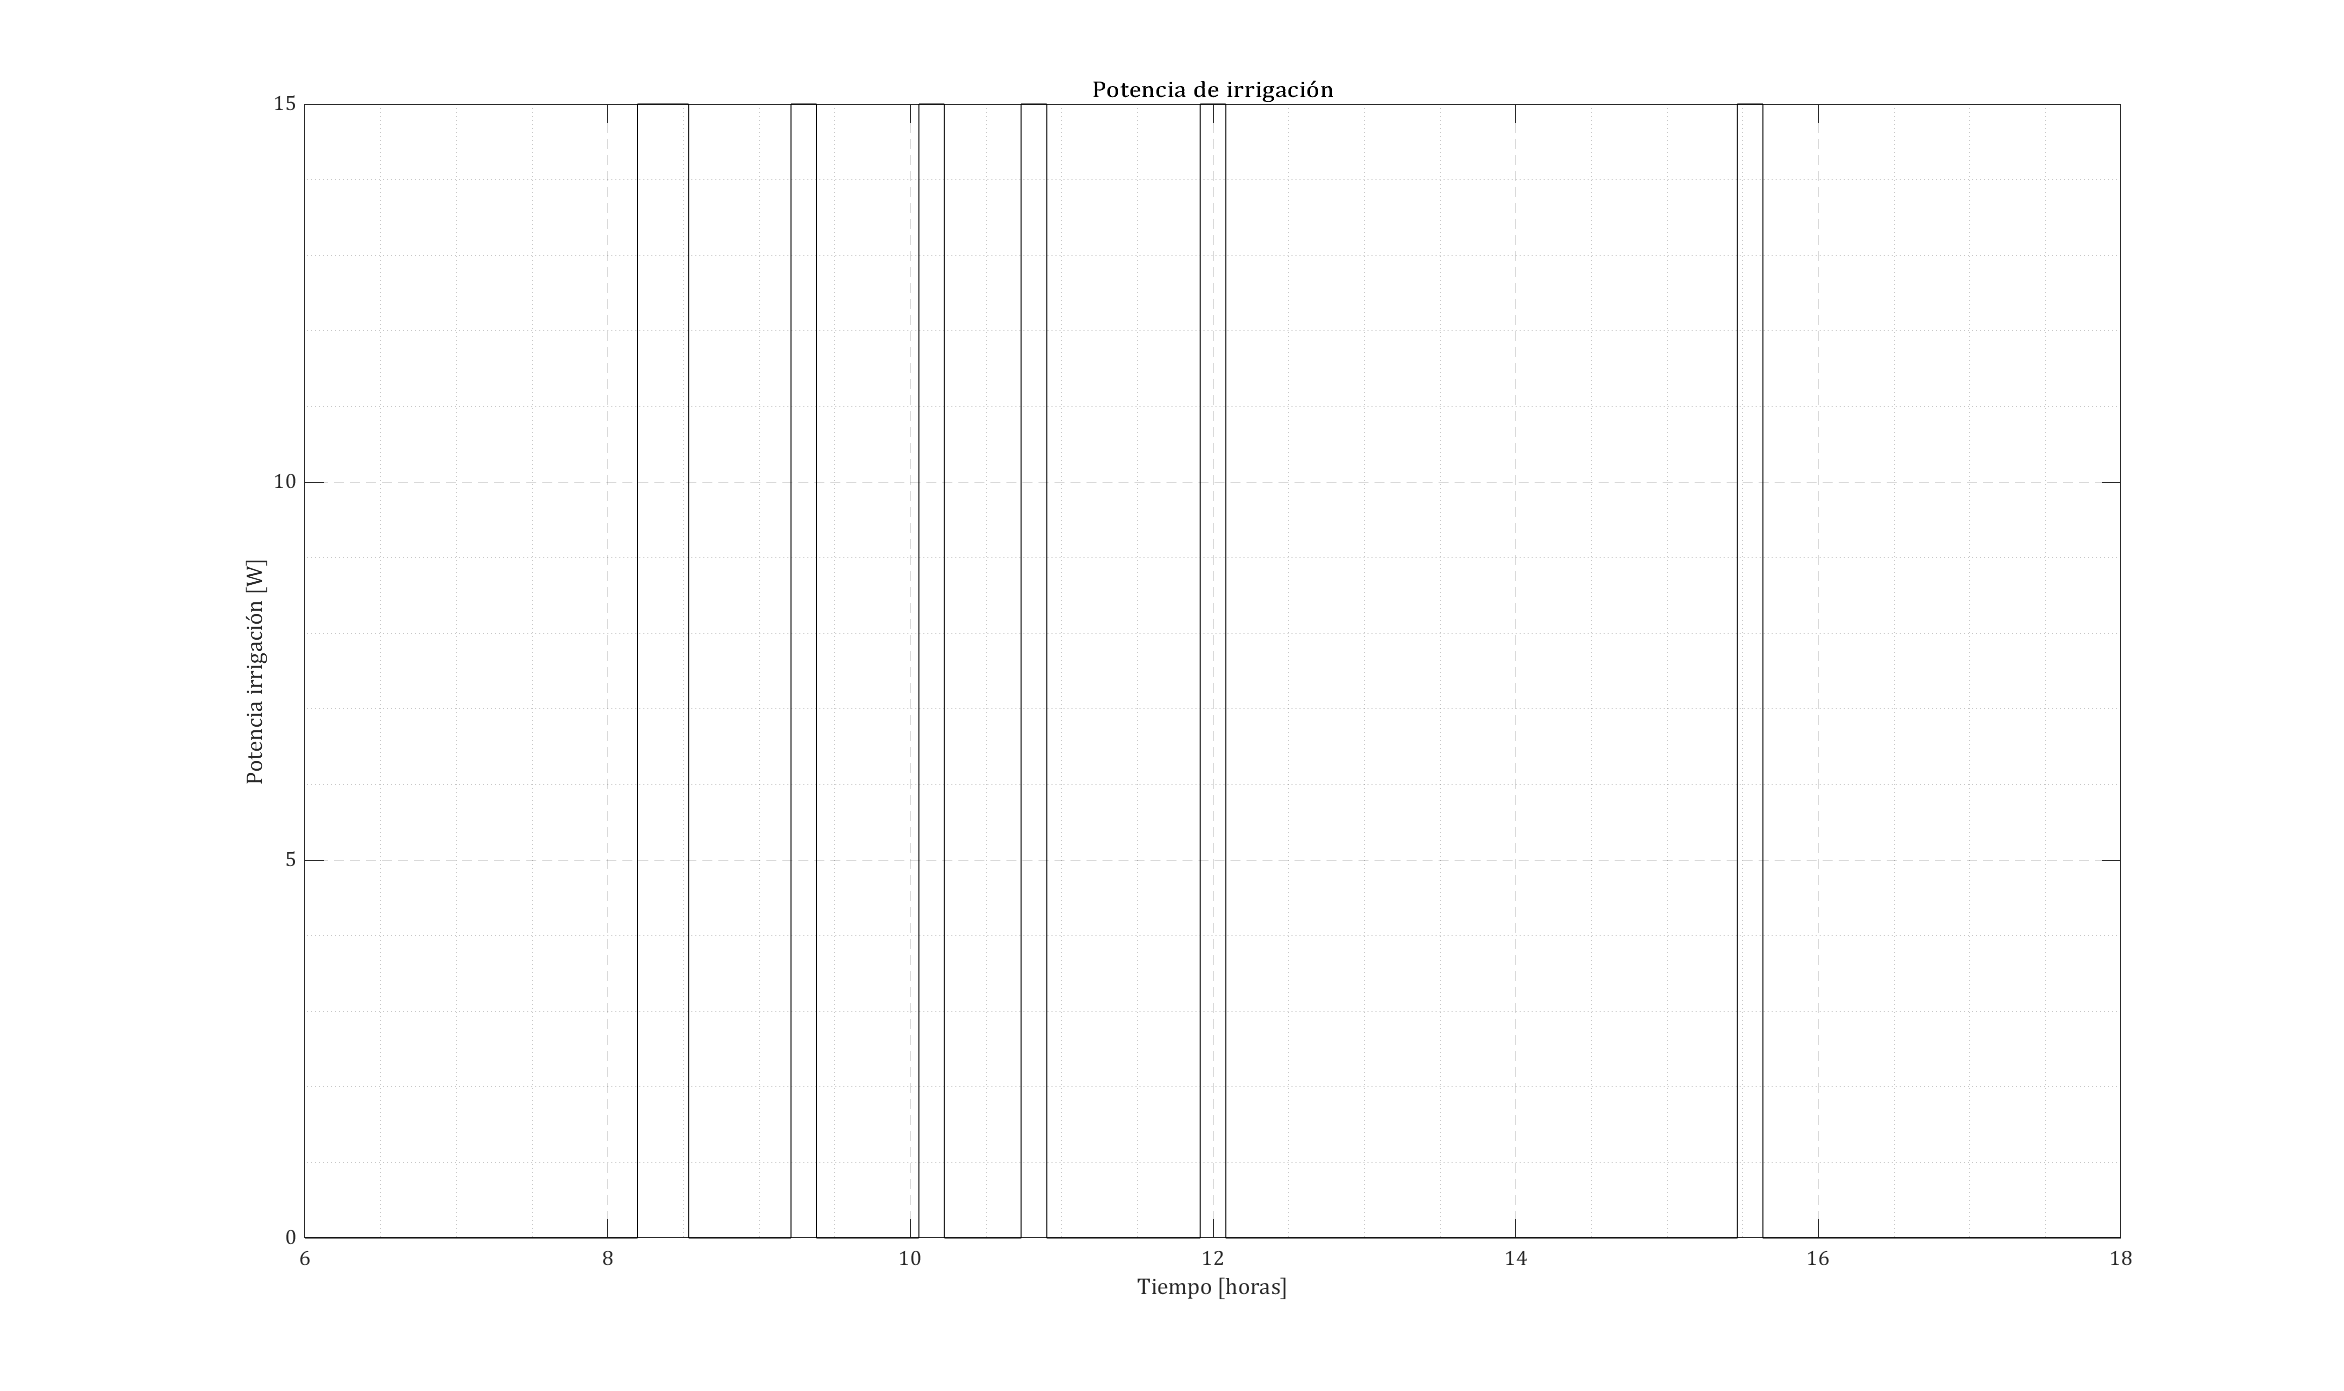 Potencia de irrigación
15
10
5
0
Potencia irrigación [W]
6 8 10 12 14 16 18
Tiempo [horas]